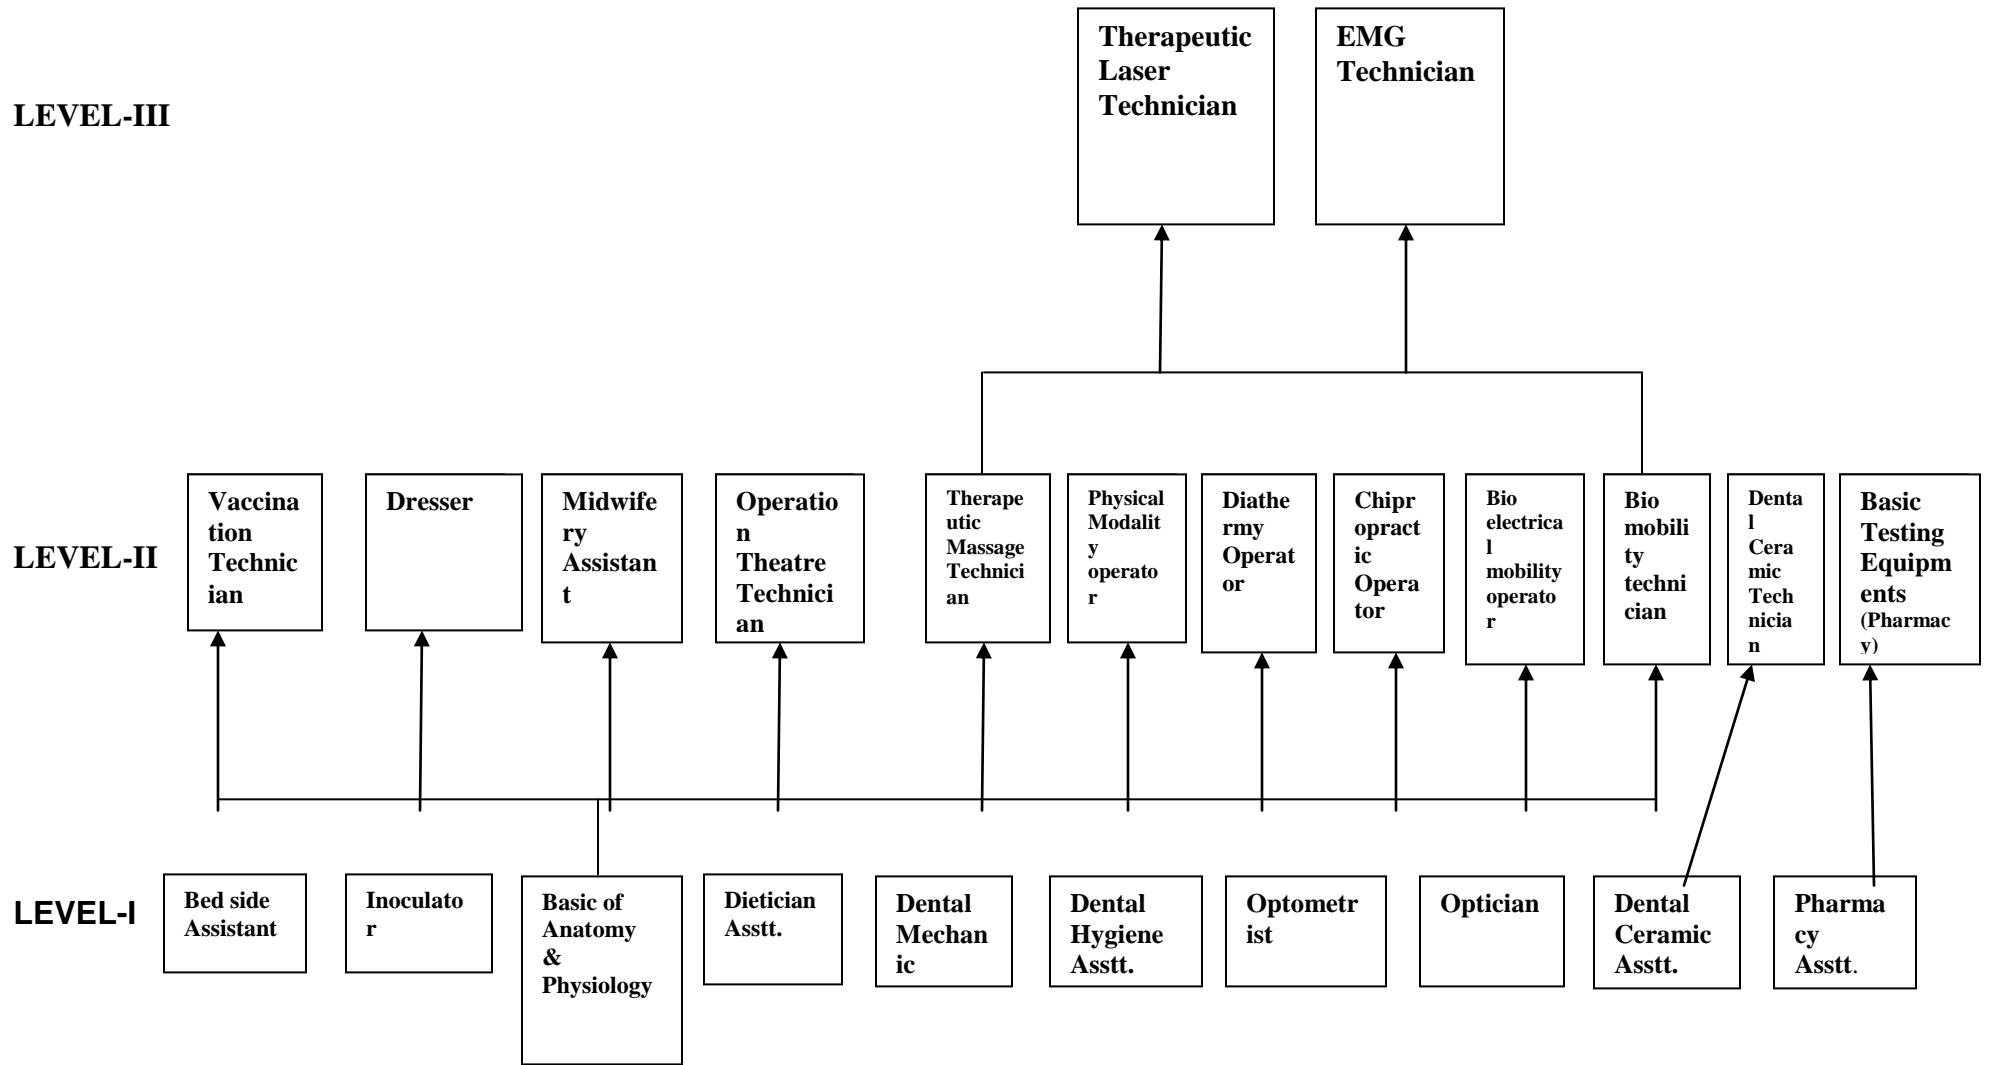 Therapeutic
Laser
Technician
EMG
Technician
LEVEL-III
LEVEL-II
Vaccina
tion
Technic
ian
Dresser
Midwife
ry
Assistan
t
Operatio
n
Theatre
Technici
an
Therape
utic
Massage
Technici
an
Physical
Modalit
y
operato
r
Diathe
rmy
Operat
or
Chipr
opract
ic
Opera
tor
Bio
electrica
l
mobility
operato
r
Bio
mobili
ty
techni
cian
Denta
l
Cera
mic
Tech
nicia
n
Basic
Testing
Equipm
ents
(Pharmac
y)
LEVEL-I
Bed side
Assistant
Inoculato
r
Basic of
Anatomy
&
Physiology
Dietician
Asstt.
Dental
Mechan
ic
Dental
Hygiene
Asstt.
Optometr
ist
Optician
Dental
Ceramic
Asstt.
Pharma
cy
Asstt.